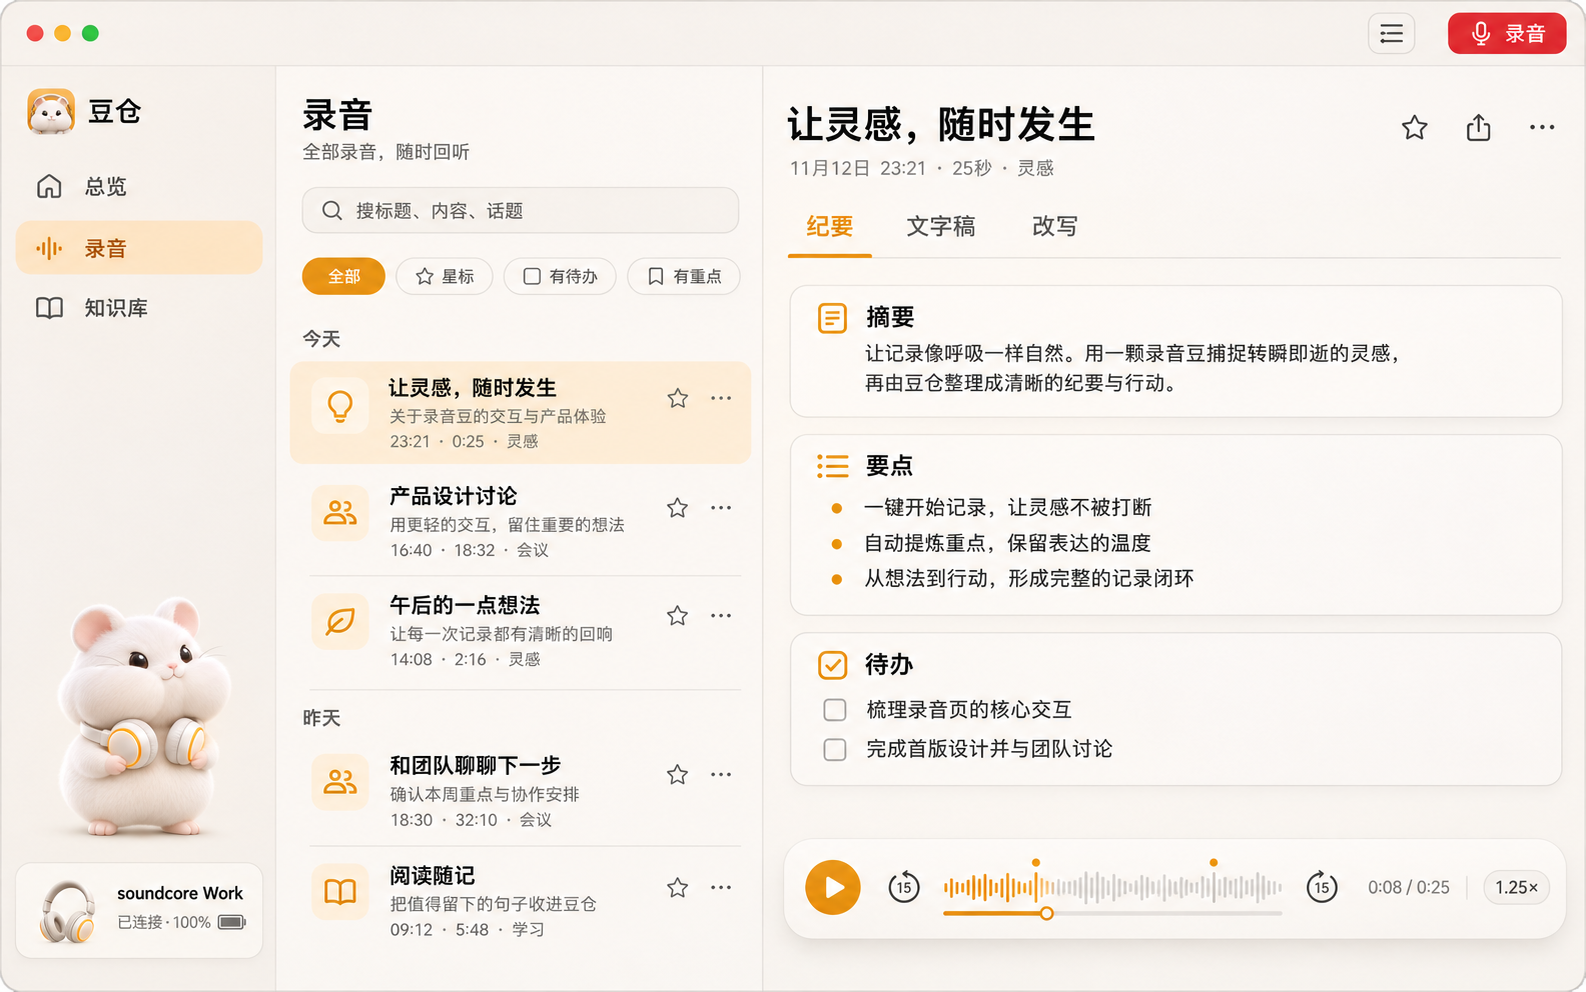 录音
豆仓
总览
录音
知识库
soundcore Work
已连接 · 100%
录音
全部录音，随时回听
搜标题、内容、话题
全部
星标
有待办
有重点
今天
让灵感，随时发生
关于录音豆的交互与产品体验
23:21 · 0:25 · 灵感
产品设计讨论
用更轻的交互，留住重要的想法
16:40 · 18:32 · 会议
午后的一点想法
让每一次记录都有清晰的回响
14:08 · 2:16 · 灵感
昨天
和团队聊聊下一步
确认本周重点与协作安排
18:30 · 32:10 · 会议
阅读随记
把值得留下的句子收进豆仓
09:12 · 5:48 · 学习
让灵感，随时发生
11月12日 23:21 · 25秒 · 灵感
纪要
文字稿
改写
摘要
让记录像呼吸一样自然。用一颗录音豆捕捉转瞬即逝的灵感，
再由豆仓整理成清晰的纪要与行动。
要点
一键开始记录，让灵感不被打断
自动提炼重点，保留表达的温度
从想法到行动，形成完整的记录闭环
待办
梳理录音页的核心交互
完成首版设计并与团队讨论
15
15
0:08 / 0:25
1.25×